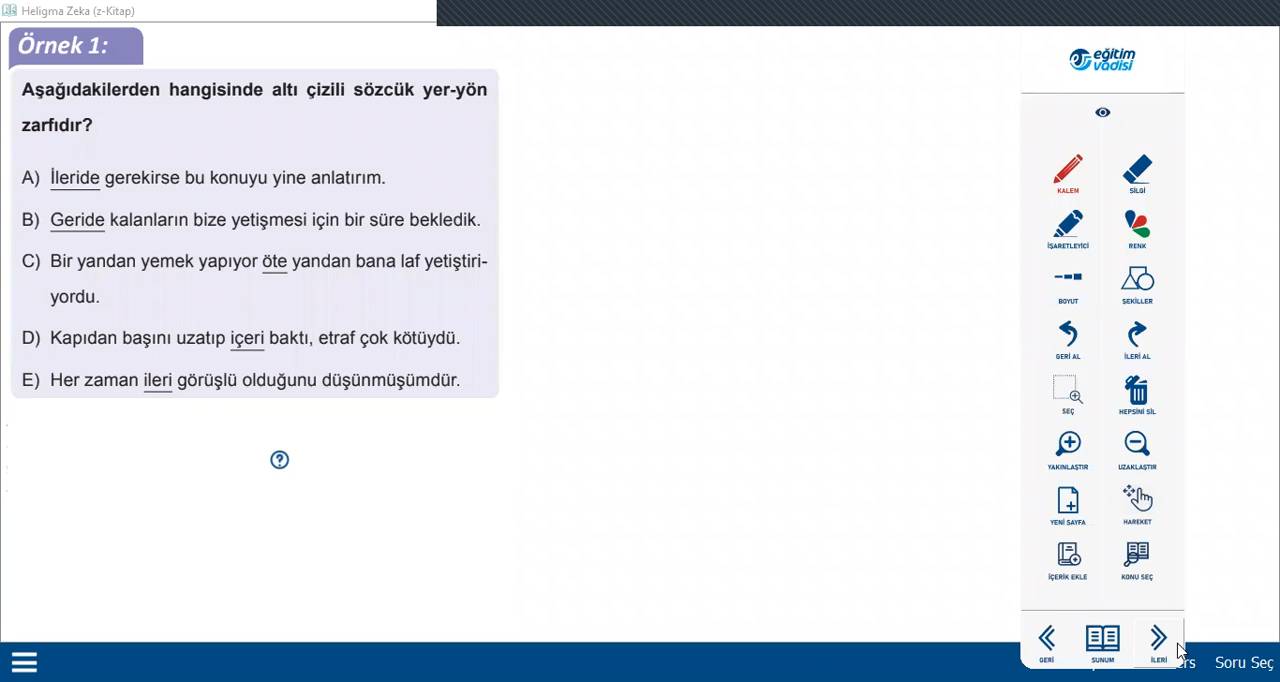 Heligma Zeka (z-Kitap)
Örnek 1:
Aşağıdakilerden hangisinde altı çizili sözcük yer-yön
zarfıdır?
A) İleride gerekirse bu konuyu yine anlatırım.
B) Geride kalanların bize yetişmesi için bir süre bekledik.
C) Bir yandan yemek yapıyor öte yandan bana laf yetiştiri-
yordu.
D) Kapıdan başını uzatıp içeri baktı, etraf çok kötüydü.
E) Her zaman ileri görüşlü olduğunu düşünmüşümdür.
eğitim
vadisi
KALEM
SİLGİ
İŞARETLEYİCİ
RENK
BOYUT
ŞEKİLLER
GERİ AL
İLERİ AL
SEÇ
HEPSİNİ SİL
YAKINLAŞTIR
UZAKLAŞTIR
YENİ SAYFA
HAREKET
İÇERİK EKLE
KONU SEÇ
GERİ
SUNUM
İLERİ
Soru Seç